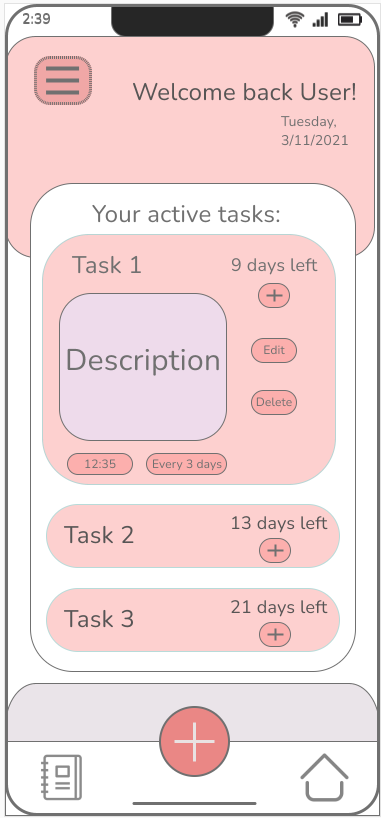 2:39
Welcome back User!
Tuesday,
3/11/2021
Your active tasks:
Task 1
9 days left
Description
Edit
Delete
12:35
Every 3 days
Task 2
13 days left
Task 3
21 days left